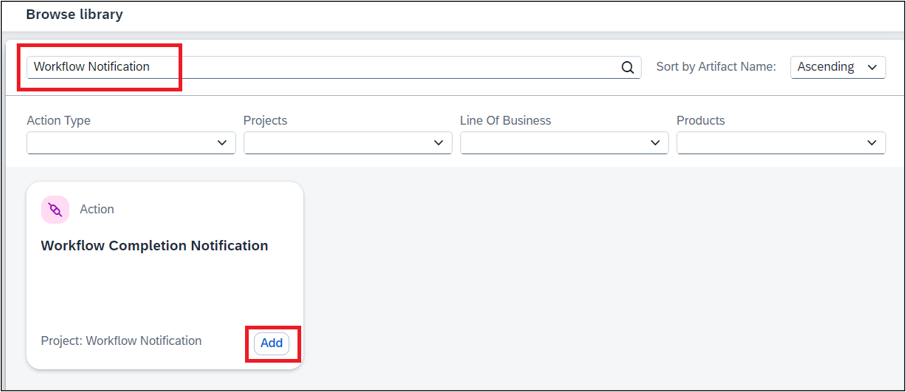 Browse library
Workflow Notification
Sort by Artifact Name:
Ascending
Action Type
Projects
Line Of Business
Products
Action
Workflow Completion Notification
Project: Workflow Notification
Add